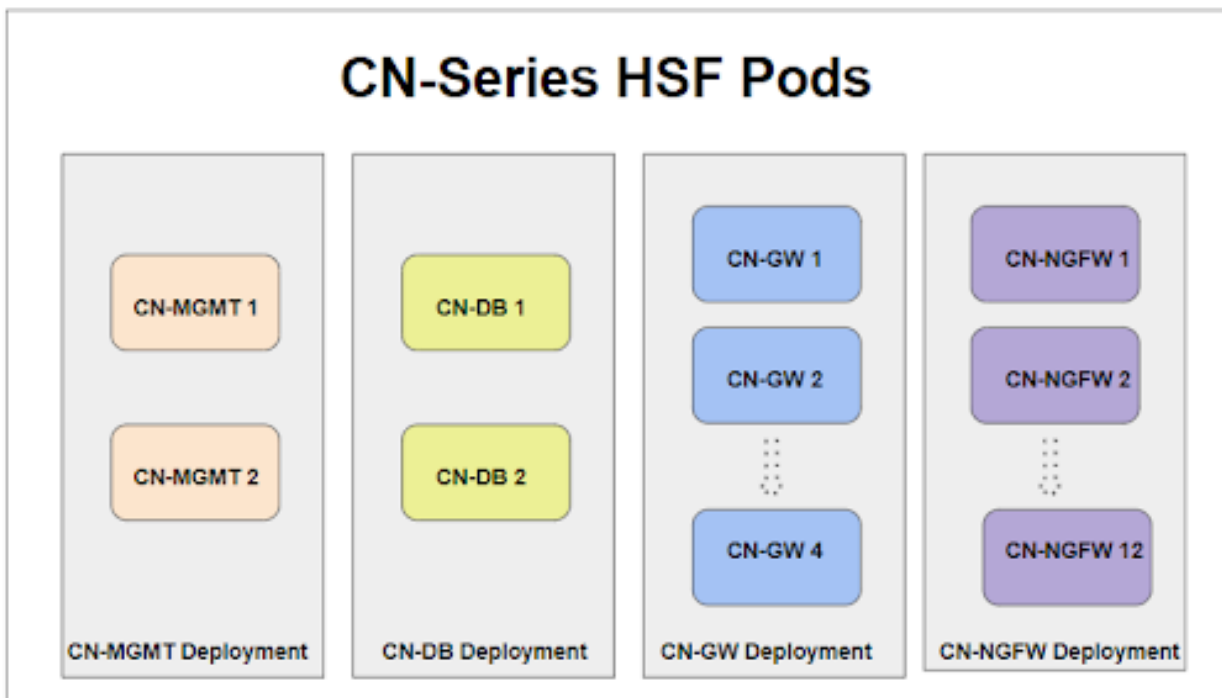 CN-Series HSF Pods
CN-MGMT 1
CN-MGMT 2
CN-MGMT Deployment
CN-DB 1
CN-DB 2
CN-DB Deployment
CN-GW 1
CN-GW 2
CN-GW 4
CN-GW Deployment
CN-NGFW 1
CN-NGFW 2
CN-NGFW 12
CN-NGFW Deployment